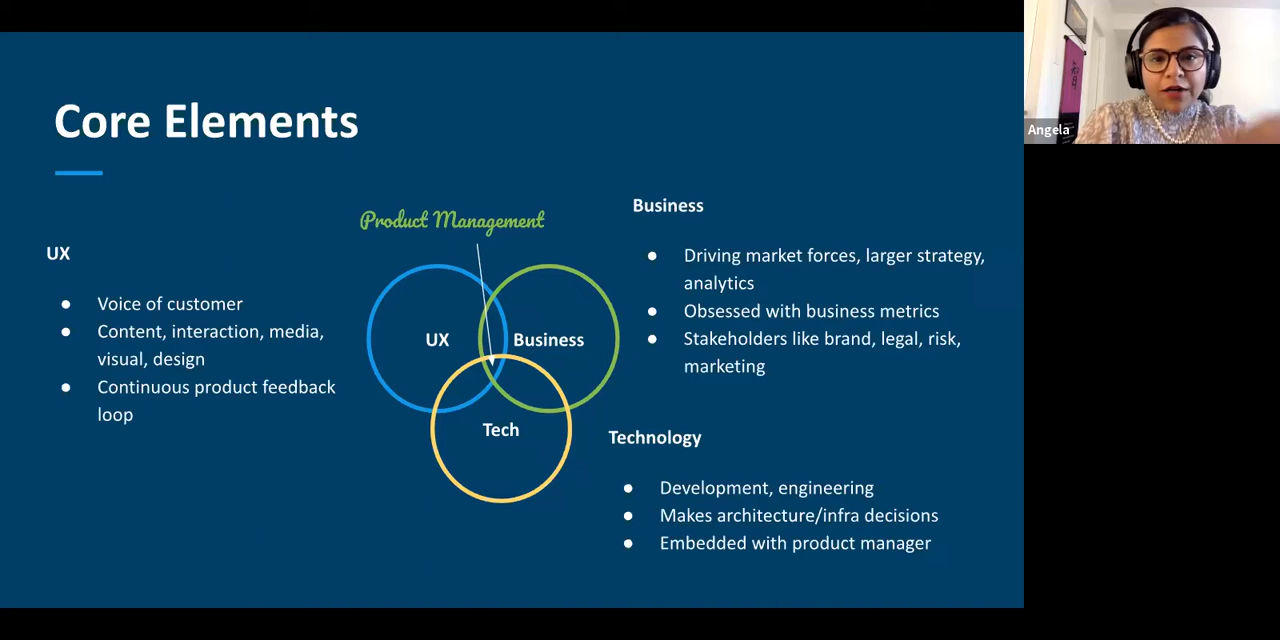 Core Elements
Angela
Product Management
UX
Voice of customer
Content, interaction, media,
visual, design
Continuous product feedback
loop
UX
Business
Tech
Business
Driving market forces, larger strategy,
analytics
Obsessed with business metrics
Stakeholders like brand, legal, risk,
marketing
Technology
Development, engineering
Makes architecture/infra decisions
Embedded with product manager